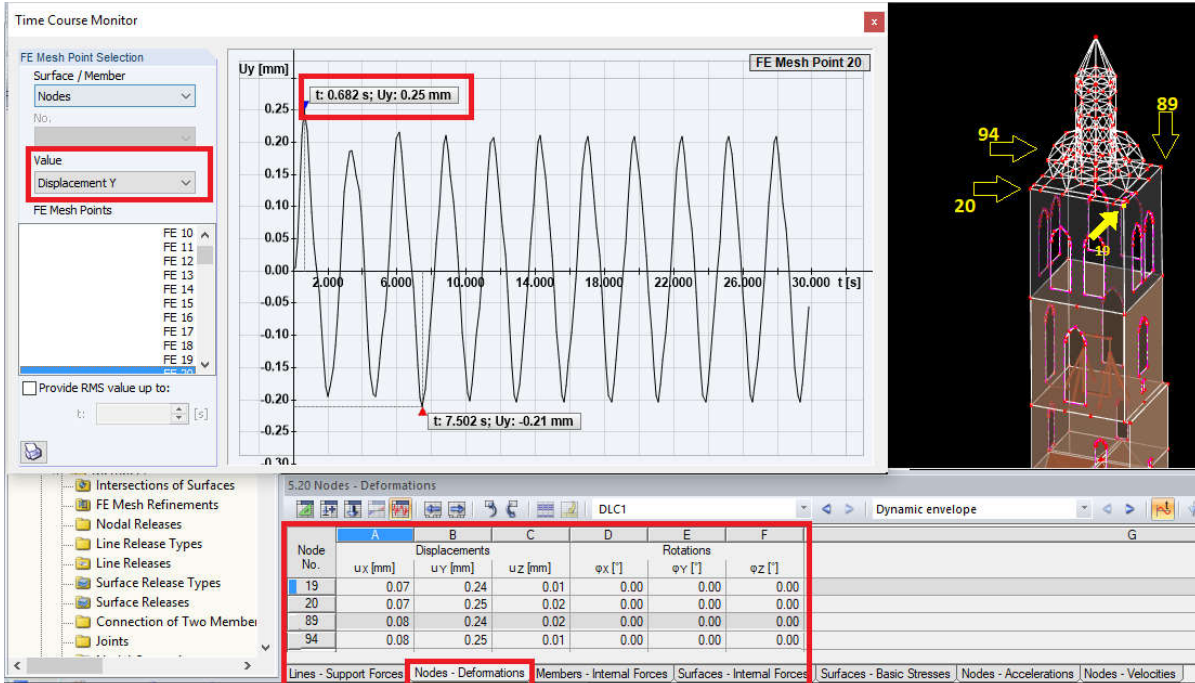 Time Course Monitor
x
FE Mesh Point Selection
Surface / Member
Nodes
No.
Value
Displacement Y
FE Mesh Points
FE 10
FE 11
FE 12
FE 13
FE 14
FE 15
FE 16
FE 17
FE 18
FE 19
FE 20
Provide RMS value up to:
t: [s]
Uy [mm]
FE Mesh Point 20
t: 0.682 s; Uy: 0.25 mm
0.25
0.20
0.15
0.10
0.05
0.00
-0.05
-0.10
-0.15
-0.20
-0.25
-0.30
2.000 6.000 10.000 14.000 18.000 22.000 26.000 30.000 t [s]
t: 7.502 s; Uy: -0.21 mm
89
94
20
19
Intersections of Surfaces
FE Mesh Refinements
Nodal Releases
Line Release Types
Line Releases
Surface Release Types
Surface Releases
Connection of Two Member
Joints
5.20 Nodes - Deformations
DLC1
Dynamic envelope
A B C D E F G
Node Displacements Rotations
No. uX [mm] uY [mm] uZ [mm] φX [°] φY [°] φZ [°]
19 0.07 0.24 0.01 0.00 0.00 0.00
20 0.07 0.25 0.02 0.00 0.00 0.00
89 0.08 0.24 0.02 0.00 0.00 0.00
94 0.08 0.25 0.01 0.00 0.00 0.00
Lines - Support Forces Nodes - Deformations Members - Internal Forces Surfaces - Internal Forces Surfaces - Basic Stresses Nodes - Accelerations Nodes - Velocities